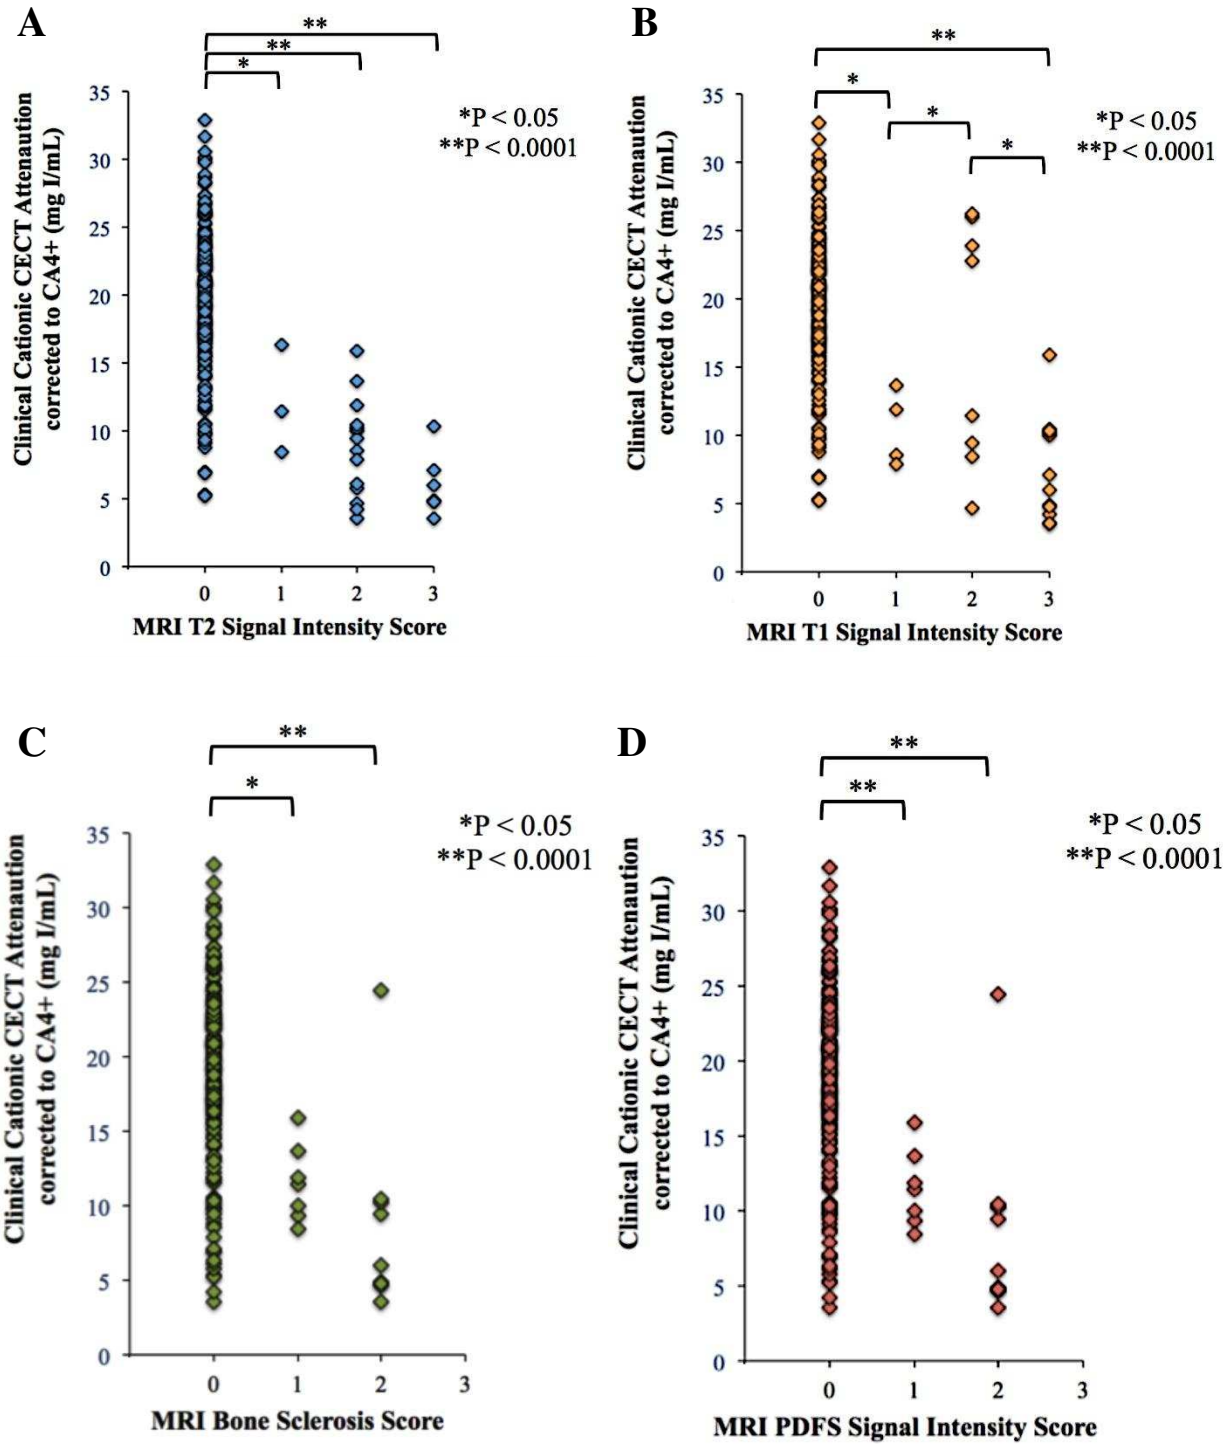 A
**
**
*
*P < 0.05
**P < 0.0001
Clinical Cationic CECT Attenaution
corrected to CA4+ (mg I/mL)
35
30
25
20
15
10
5
0
0 1 2 3
MRI T2 Signal Intensity Score
B
**
*
*
*
*P < 0.05
**P < 0.0001
Clinical Cationic CECT Attenaution
corrected to CA4+ (mg I/mL)
35
30
25
20
15
10
5
0
0 1 2 3
MRI T1 Signal Intensity Score
C
**
*
*P < 0.05
**P < 0.0001
Clinical Cationic CECT Attenaution
corrected to CA4+ (mg I/mL)
35
30
25
20
15
10
5
0
0 1 2 3
MRI Bone Sclerosis Score
D
**
**
*P < 0.05
**P < 0.0001
Clinical Cationic CECT Attenaution
corrected to CA4+ (mg I/mL)
35
30
25
20
15
10
5
0
0 1 2 3
MRI PDFS Signal Intensity Score